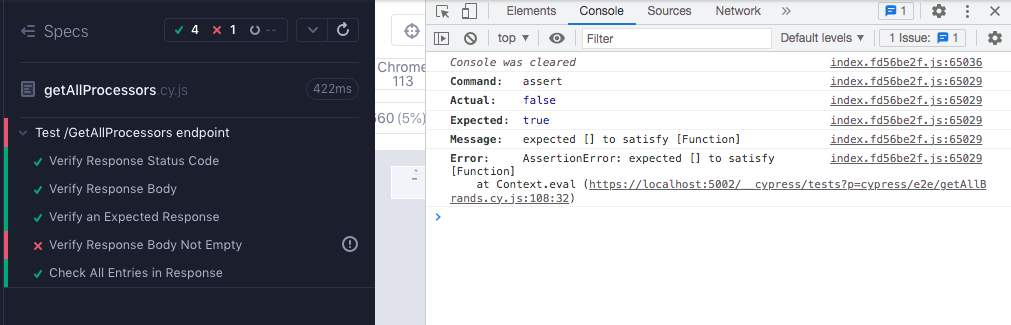 Specs
4
1
--
getAllProcessors.cy.js
422ms
Test /GetAllProcessors endpoint
Verify Response Status Code
Verify Response Body
Verify an Expected Response
Verify Response Body Not Empty
Check All Entries in Response
Chrome
113
60 (5%)
Elements Console Sources Network » 1
top Filter Default levels 1 Issue: 1
Console was cleared index.fd56be2f.js:65036
Command: assert index.fd56be2f.js:65029
Actual: false index.fd56be2f.js:65029
Expected: true index.fd56be2f.js:65029
Message: expected [] to satisfy [Function] index.fd56be2f.js:65029
Error: AssertionError: expected [] to satisfy index.fd56be2f.js:65029
[Function]
at Context.eval (https://localhost:5002/__cypress/tests?p=cypress/e2e/getAllB
rands.cy.js:108:32)